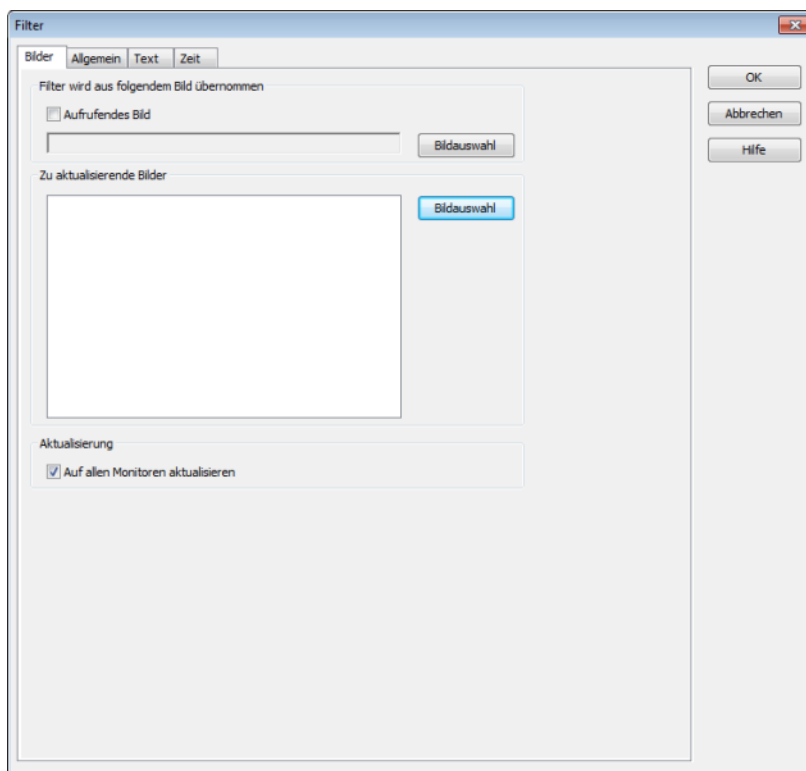 Filter
Bilder Allgemein Text Zeit
Filter wird aus folgendem Bild übernommen
Aufrufendes Bild
Bildauswahl
Zu aktualisierende Bilder
Bildauswahl
Aktualisierung
Auf allen Monitoren aktualisieren
OK
Abbrechen
Hilfe